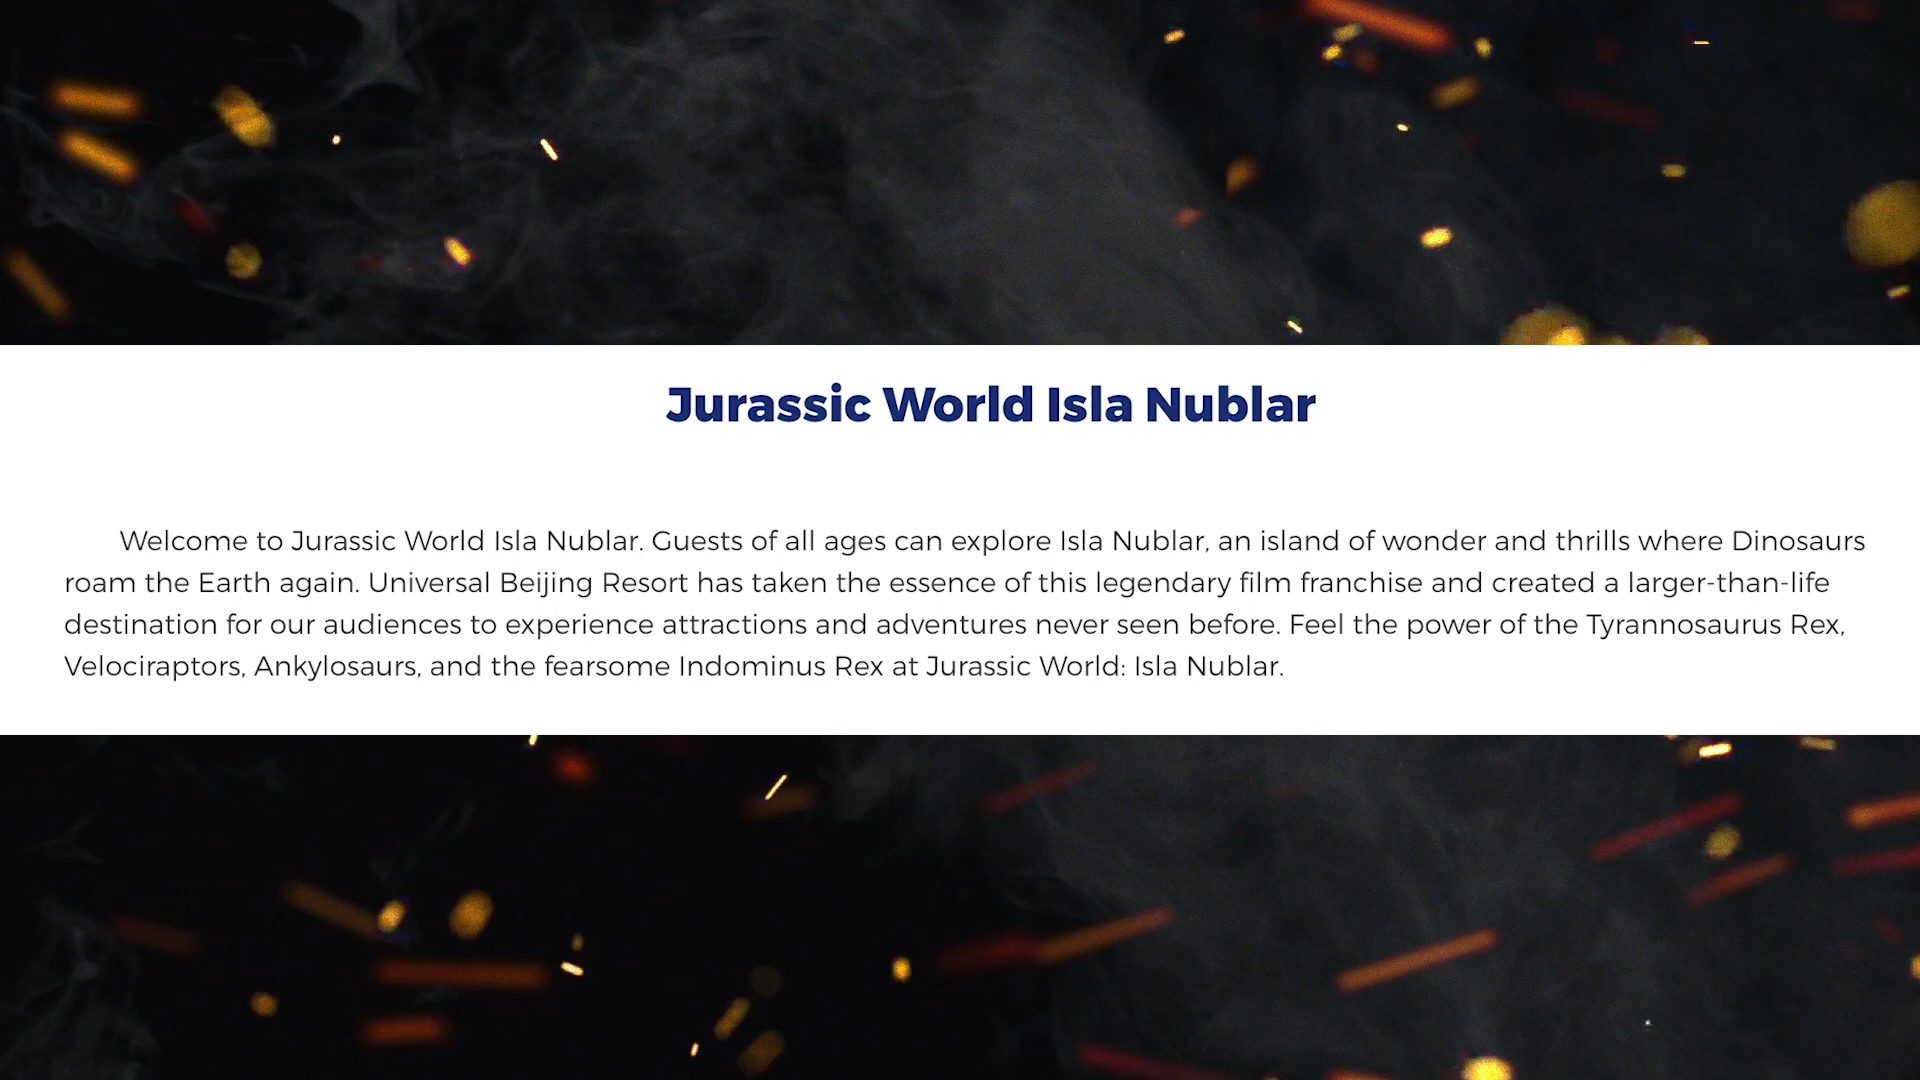 Jurassic World Isla Nublar
Welcome to Jurassic World Isla Nublar. Guests of all ages can explore Isla Nublar, an island of wonder and thrills where Dinosaurs
roam the Earth again. Universal Beijing Resort has taken the essence of this legendary film franchise and created a larger-than-life
destination for our audiences to experience attractions and adventures never seen before. Feel the power of the Tyrannosaurus Rex,
Velociraptors, Ankylosaurs, and the fearsome Indominus Rex at Jurassic World: Isla Nublar.